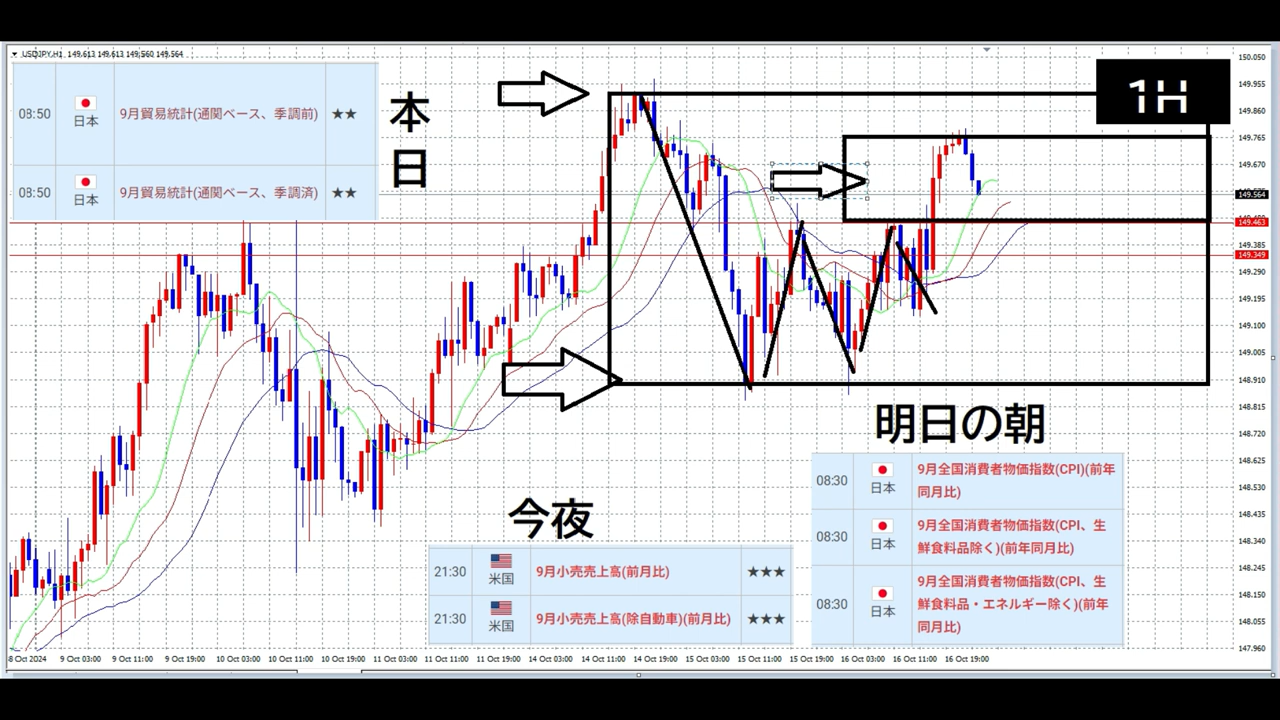 USDJPY,H1 149.613 149.613 149.560 149.564
08:50 日本 9月貿易統計(通関ベース、季調前) ★★
08:50 日本 9月貿易統計(通関ベース、季調済) ★★
本日
1H
150.050
149.955
149.860
149.765
149.670
149.564
149.463
149.385
149.349
149.290
149.195
149.100
149.005
148.910
148.815
148.720
148.625
148.530
148.435
148.340
148.245
148.150
148.055
147.960
明日の朝
08:30 日本 9月全国消費者物価指数(CPI)(前年
同月比)
08:30 日本 9月全国消費者物価指数(CPI、生
鮮食料品除く)(前年同月比)
08:30 日本 9月全国消費者物価指数(CPI、生
鮮食料品・エネルギー除く)(前年
同月比)
今夜
21:30 米国 9月小売売上高(前月比) ★★★
21:30 米国 9月小売売上高(除自動車)(前月比) ★★★
8 Oct 2024 9 Oct 03:00 9 Oct 11:00 9 Oct 19:00 10 Oct 03:00 10 Oct 11:00 10 Oct 19:00 11 Oct 03:00 11 Oct 11:00 11 Oct 19:00 14 Oct 03:00 14 Oct 11:00 14 Oct 19:00 15 Oct 03:00 15 Oct 11:00 15 Oct 19:00 16 Oct 03:00 16 Oct 11:00 16 Oct 19:00